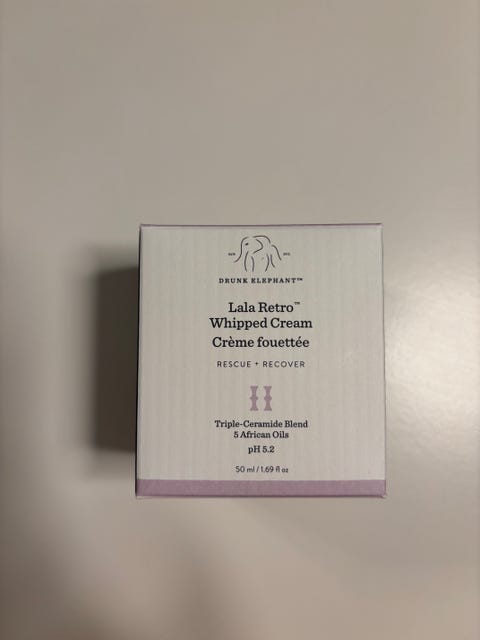 DRUNK ELEPHANT™
Lala Retro™
Whipped Cream
Crème fouettée
RESCUE + RECOVER
Triple-Ceramide Blend
5 African Oils
pH 5.2
50 ml / 1.69 fl oz